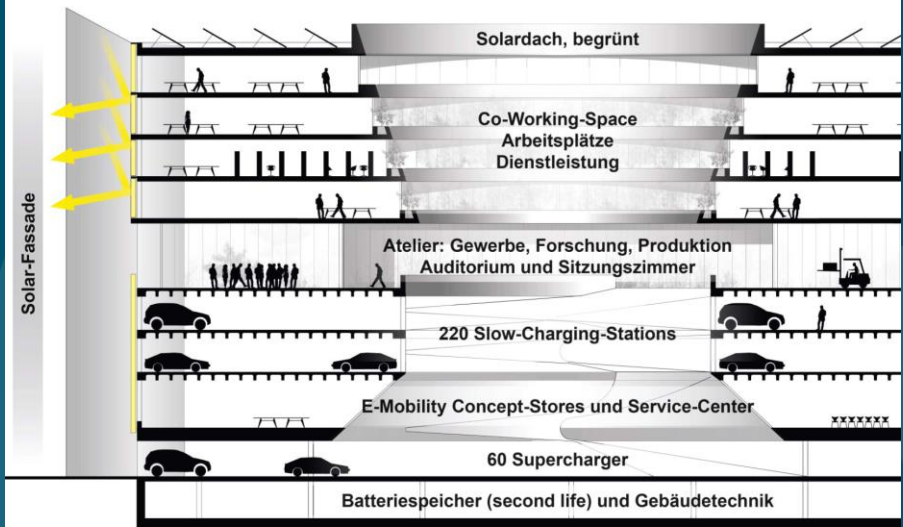 Solardach, begrünt
Co-Working-Space
Arbeitsplätze
Dienstleistung
Solar-Fassade
Atelier: Gewerbe, Forschung, Produktion
Auditorium und Sitzungszimmer
220 Slow-Charging-Stations
E-Mobility Concept-Stores und Service-Center
60 Supercharger
Batteriespeicher (second life) und Gebäudetechnik